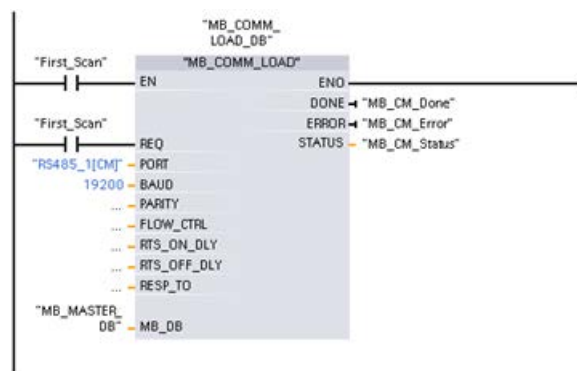 "MB_COMM_
LOAD_DB"
"First_Scan"
"MB_COMM_LOAD"
EN
ENO
DONE
"MB_CM_Done"
"First_Scan"
ERROR
"MB_CM_Error"
REQ
STATUS
"MB_CM_Status"
"RS485_1[CM]"
PORT
19200
BAUD
...
PARITY
...
FLOW_CTRL
...
RTS_ON_DLY
...
RTS_OFF_DLY
...
RESP_TO
"MB_MASTER_
DB"
MB_DB